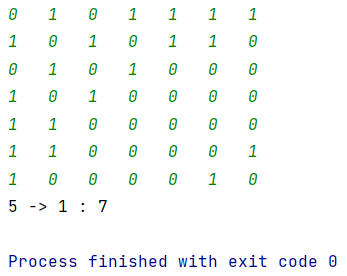 0 1 0 1 1 1 1
1 0 1 0 1 1 0
0 1 0 1 0 0 0
1 0 1 0 0 0 0
1 1 0 0 0 0 0
1 1 0 0 0 0 1
1 0 0 0 0 1 0
5 -> 1 : 7
Process finished with exit code 0